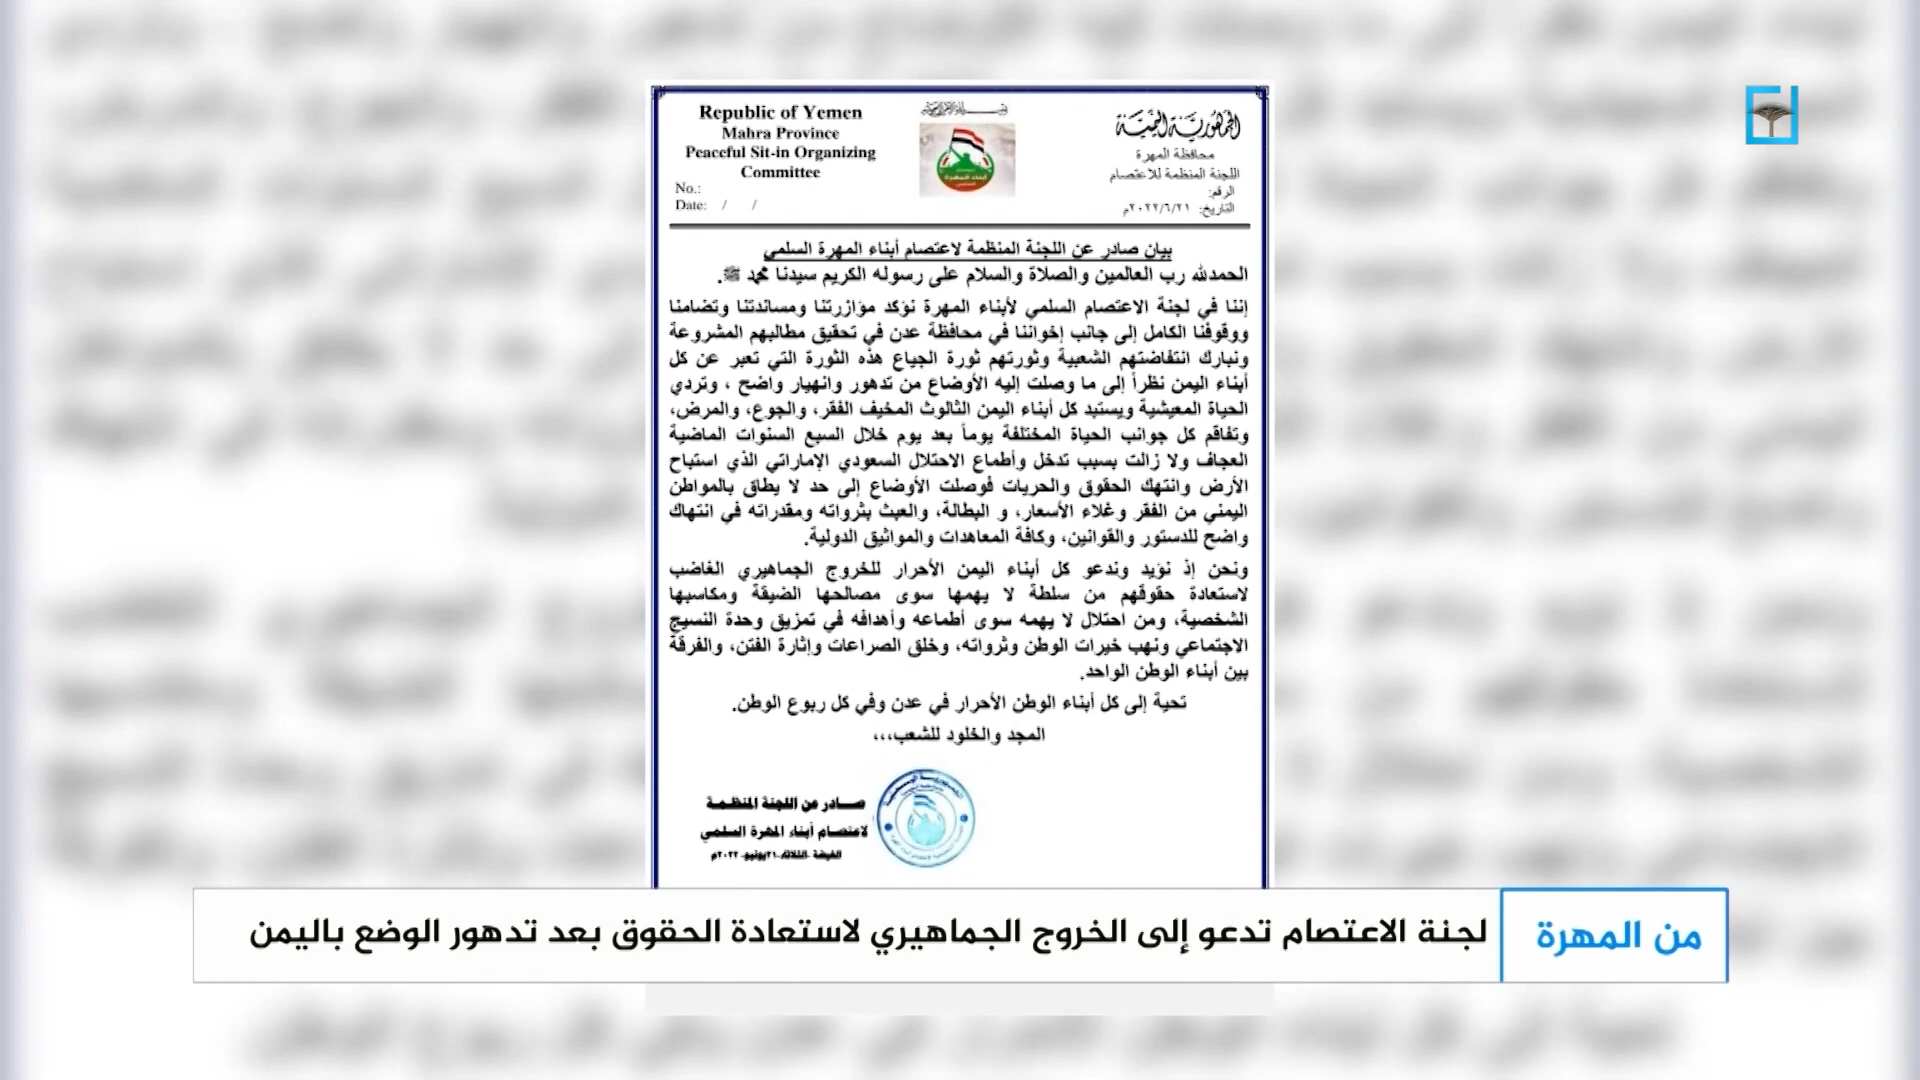 Republic of Yemen
Mahra Province
Peaceful Sit-in Organizing
Committee
No.:
Date: / /
الجمهورية اليمنية
محافظة المهرة
اللجنة المنظمة للاعتصام
الرقم:
التاريخ: ٢٠٢٢/٦/٢١م
بيان صادر عن اللجنة المنظمة لاعتصام أبناء المهرة السلمي
الحمدلله رب العالمين والصلاة والسلام على رسوله الكريم سيدنا محمد ﷺ.
إننا في لجنة الاعتصام السلمي لأبناء المهرة نؤكد مؤازرتنا ومساندتنا وتضامنا
ووقوفنا الكامل إلى جانب إخواننا في محافظة عدن في تحقيق مطالبهم المشروعة
ونبارك انتفاضتهم الشعبية وثورتهم ثورة الجياع هذه الثورة التي تعبر عن كل
أبناء اليمن نظراً إلى ما وصلت إليه الأوضاع من تدهور وانهيار واضح ، وتردي
الحياة المعيشية ويستبد كل أبناء اليمن الثالوث المخيف الفقر، والجوع، والمرض،
وتفاقم كل جوانب الحياة المختلفة يوماً بعد يوم خلال السبع السنوات الماضية
العجاف ولا زالت بسبب تدخل وأطماع الاحتلال السعودي الإماراتي الذي استباح
الأرض وانتهك الحقوق والحريات فوصلت الأوضاع إلى حد لا يطاق بالمواطن
اليمني من الفقر وغلاء الأسعار، و البطالة، والعبث بثرواته ومقدراته في انتهاك
واضح للدستور والقوانين، وكافة المعاهدات والمواثيق الدولية.
ونحن إذ نؤيد وندعو كل أبناء اليمن الأحرار للخروج الجماهيري الغاضب
لاستعادة حقوقهم من سلطة لا يهمها سوى مصالحها الضيقة ومكاسبها
الشخصية، ومن احتلال لا يهمه سوى أطماعه وأهدافه في تمزيق وحدة النسيج
الاجتماعي ونهب خيرات الوطن وثرواته، وخلق الصراعات وإثارة الفتن، والفرقة
بين أبناء الوطن الواحد.
تحية إلى كل أبناء الوطن الأحرار في عدن وفي كل ربوع الوطن.
المجد والخلود للشعب،،،
صادر عن اللجنة المنظمة
لاعتصام أبناء المهرة السلمي
الغيضة -الثلاثاء- ٢١يونيو- ٢٠٢٢م
من المهرة
لجنة الاعتصام تدعو إلى الخروج الجماهيري لاستعادة الحقوق بعد تدهور الوضع باليمن